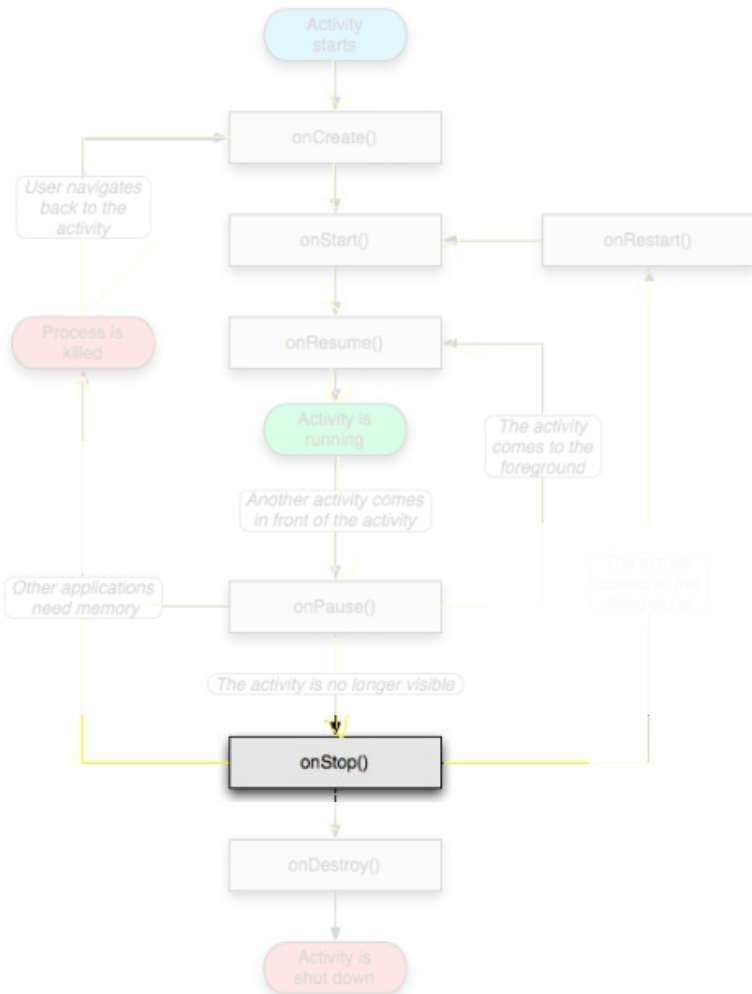 Activity
starts
onCreate()
User navigates
back to the
activity
onStart()
onRestart()
Process is
killed
onResume()
Activity is
running
The activity
comes to the
foreground
Another activity comes
in front of the activity
Other applications
need memory
onPause()
The activity
comes to the
foreground
The activity is no longer visible
onStop()
onDestroy()
Activity is
shut down